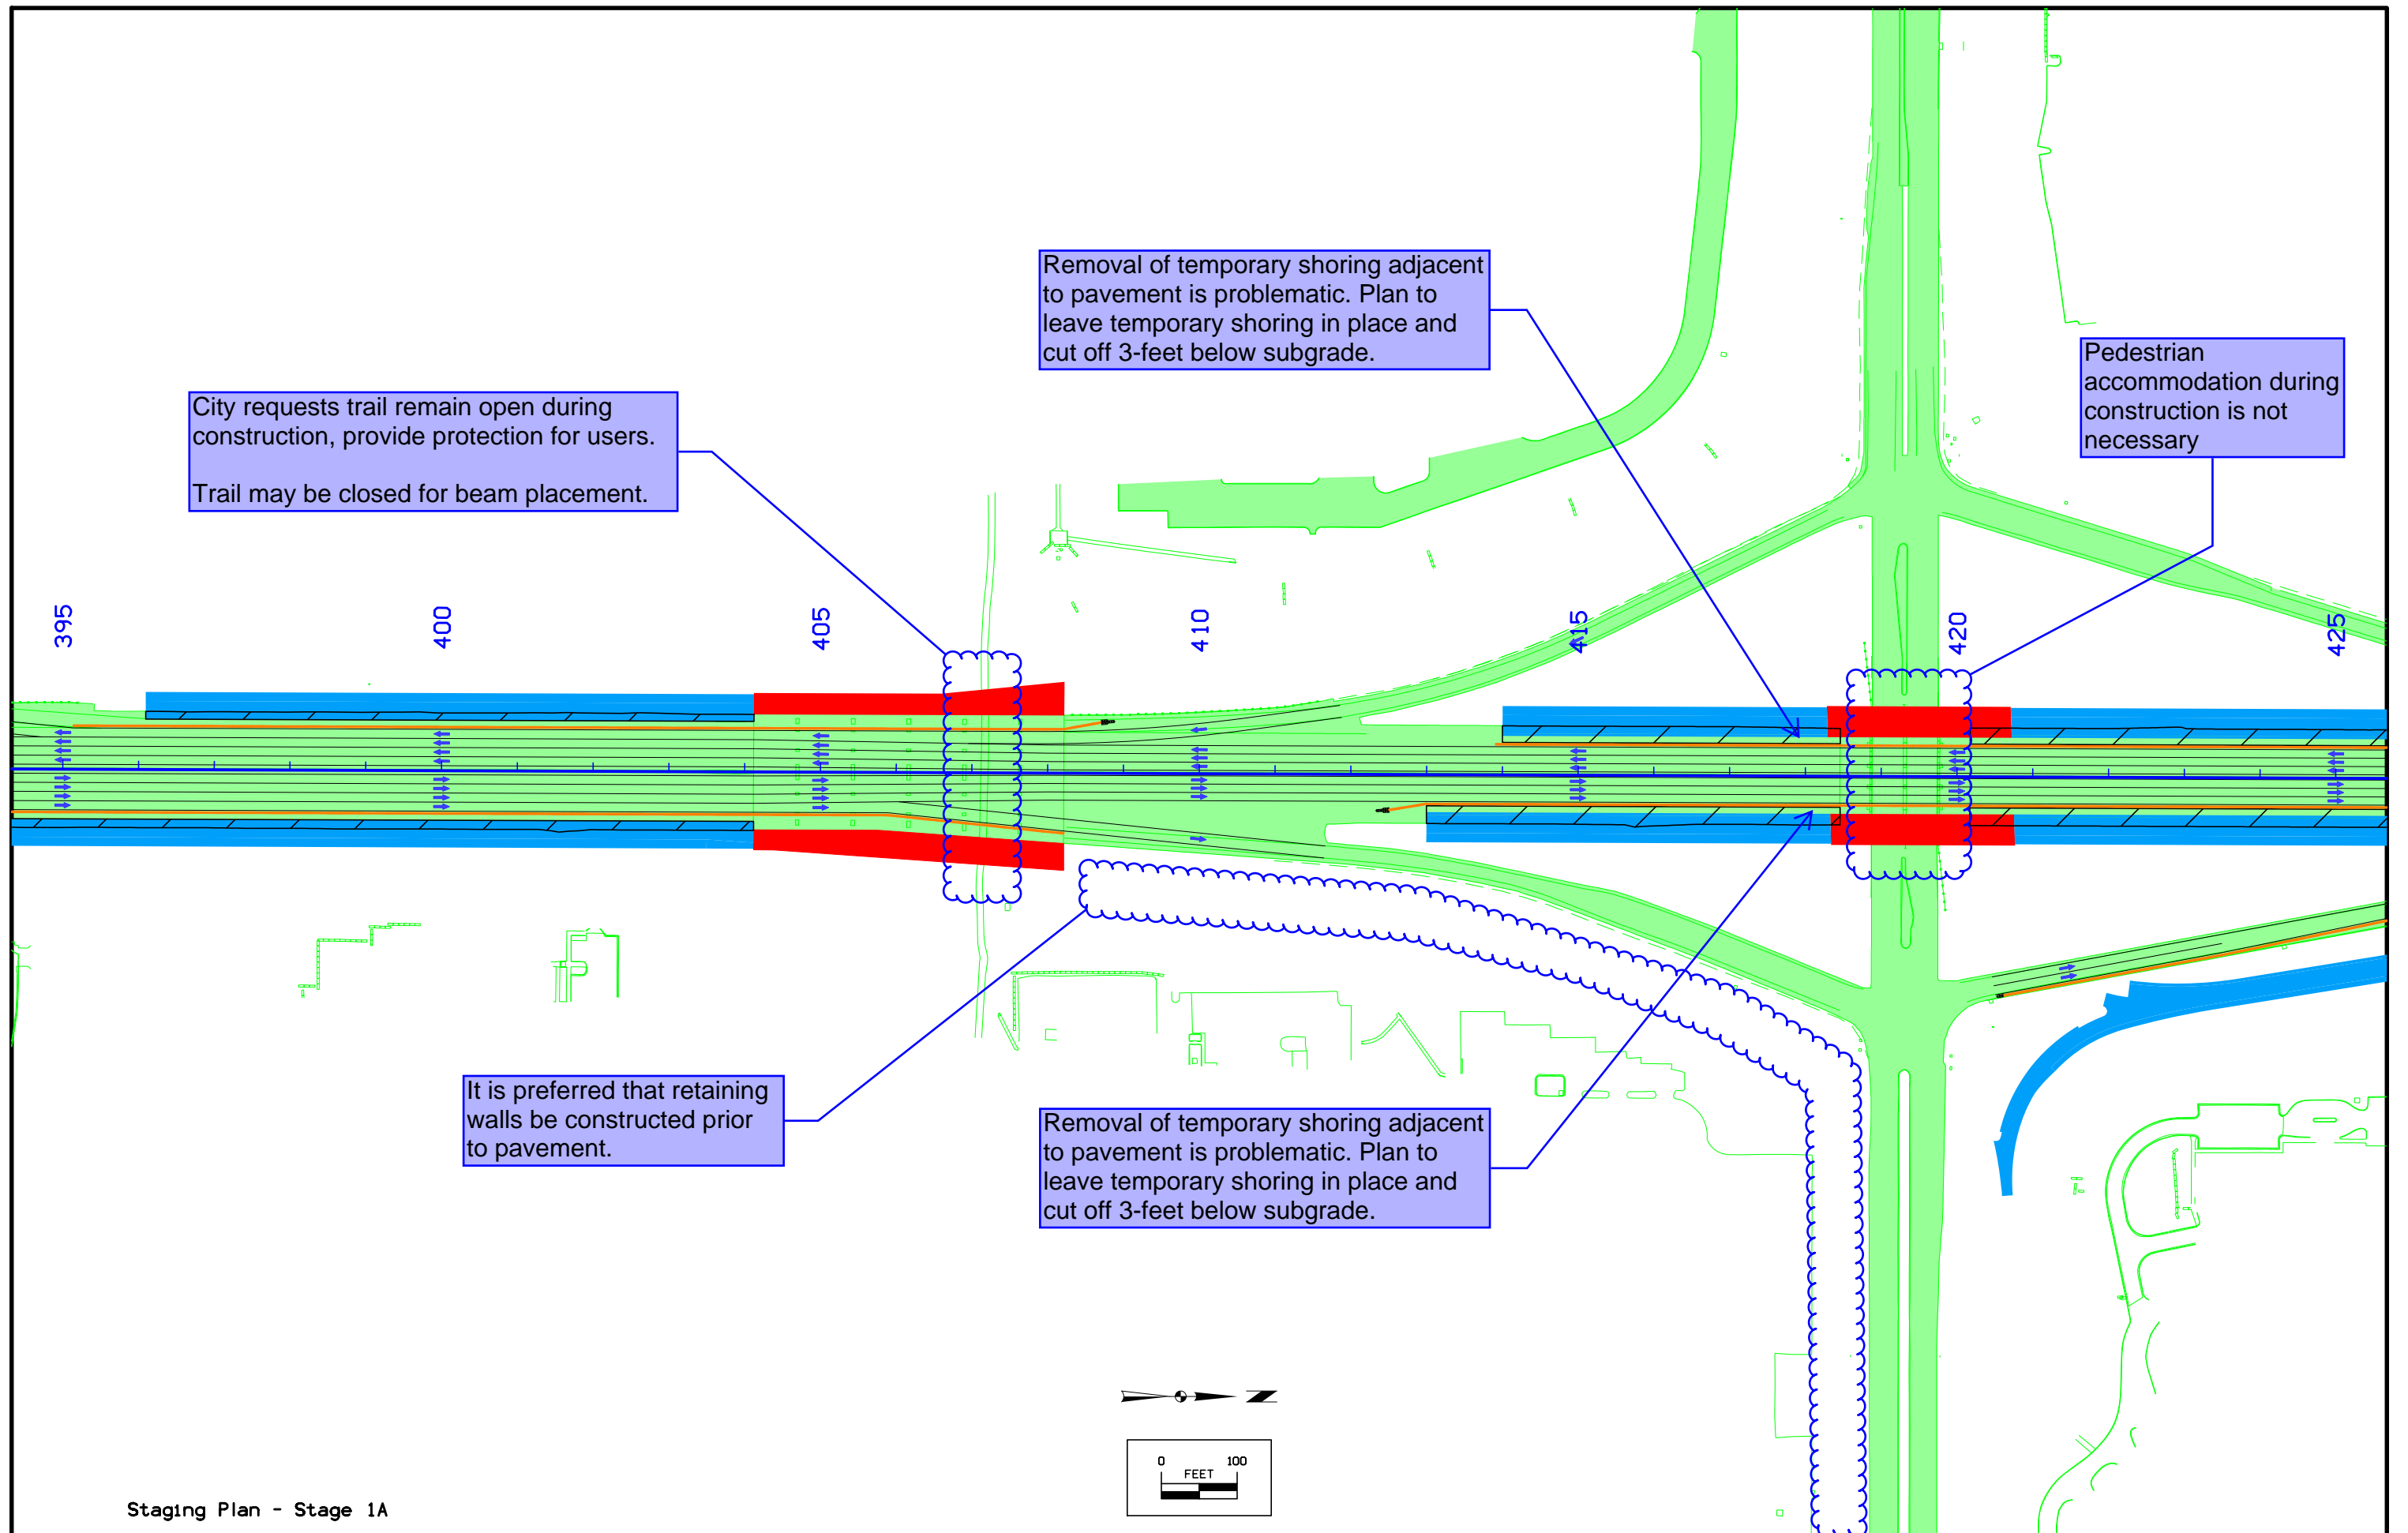 Removal of temporary shoring adjacent
to pavement is problematic. Plan to
leave temporary shoring in place and
cut off 3-feet below subgrade.
Pedestrian
accommodation during
construction is not
necessary
City requests trail remain open during
construction, provide protection for users.
Trail may be closed for beam placement.
395
400
405
410
415
420
425
It is preferred that retaining
walls be constructed prior
to pavement.
Removal of temporary shoring adjacent
to pavement is problematic. Plan to
leave temporary shoring in place and
cut off 3-feet below subgrade.
Z
0 100
FEET
Staging Plan - Stage 1A